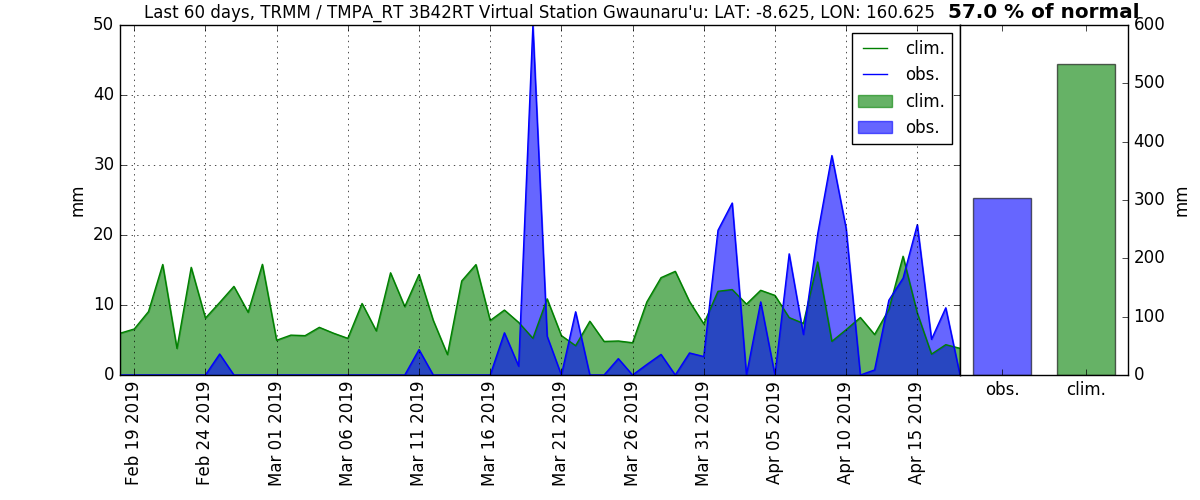 Last 60 days, TRMM / TMPA_RT 3B42RT Virtual Station Gwaunaru'u: LAT: -8.625, LON: 160.625 57.0 % of normal
50
40
30
20
10
0
mm
clim.
obs.
clim.
obs.
600
500
400
300
200
100
0
mm
obs.
clim.
Feb 19 2019
Feb 24 2019
Mar 01 2019
Mar 06 2019
Mar 11 2019
Mar 16 2019
Mar 21 2019
Mar 26 2019
Mar 31 2019
Apr 05 2019
Apr 10 2019
Apr 15 2019